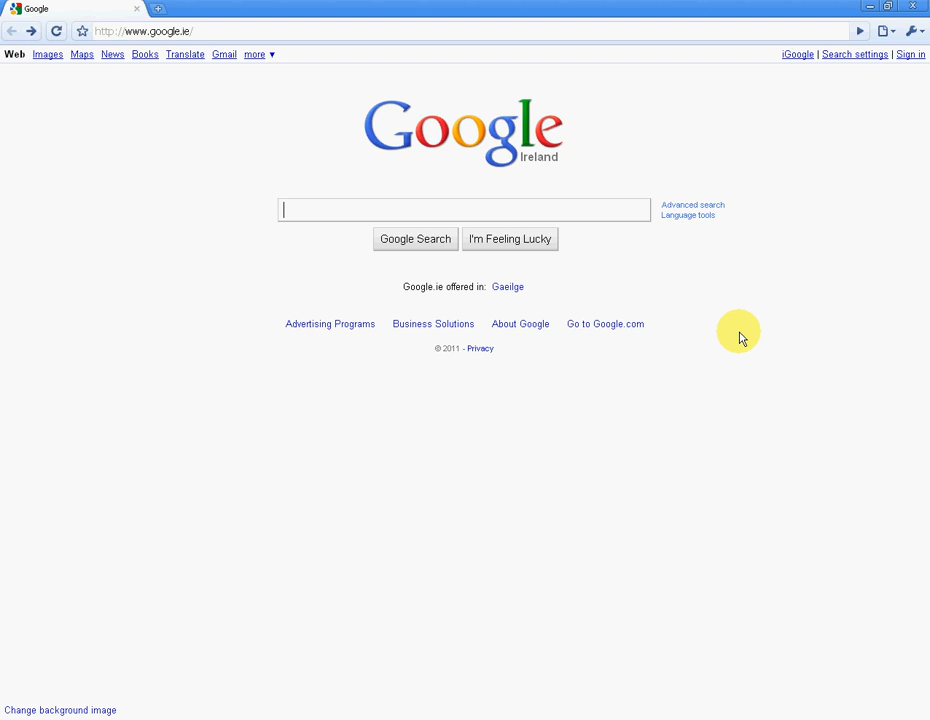 Google
http://www.google.ie/
Web Images Maps News Books Translate Gmail more ▼ iGoogle | Search settings | Sign in
Google
Ireland
Advanced search
Language tools
Google Search I'm Feeling Lucky
Google.ie offered in: Gaeilge
Advertising Programs Business Solutions About Google Go to Google.com
© 2011 - Privacy
Change background image